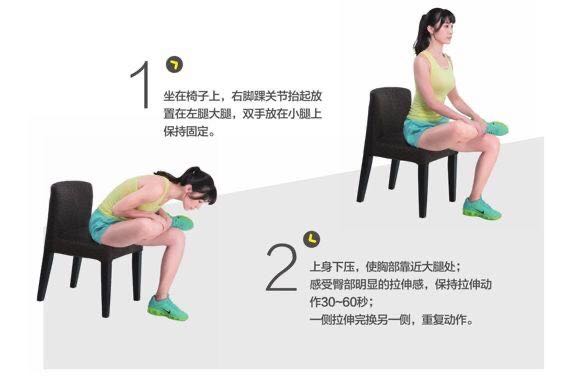 1
坐在椅子上，右脚踝关节抬起放
置在左腿大腿，双手放在小腿上
保持固定。
2
上身下压，使胸部靠近大腿处；
感受臀部明显的拉伸感，保持拉伸动
作30~60秒；
一侧拉伸完换另一侧，重复动作。